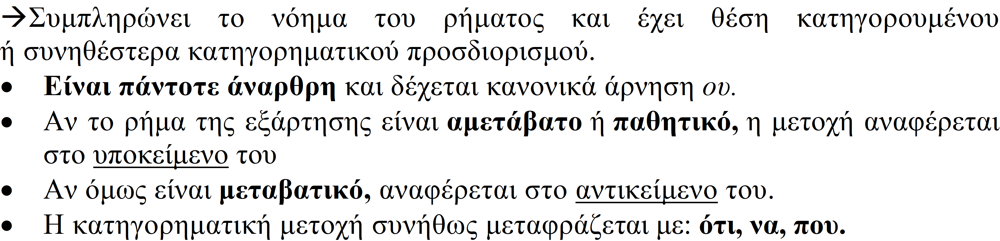 →Συμπληρώνει το νόημα του ρήματος και έχει θέση κατηγορουμένου
ή συνηθέστερα κατηγορηματικού προσδιορισμού.
• Είναι πάντοτε άναρθρη και δέχεται κανονικά άρνηση ου.
• Αν το ρήμα της εξάρτησης είναι αμετάβατο ή παθητικό, η μετοχή αναφέρεται
στο υποκείμενο του
• Αν όμως είναι μεταβατικό, αναφέρεται στο αντικείμενο του.
• Η κατηγορηματική μετοχή συνήθως μεταφράζεται με: ότι, να, που.